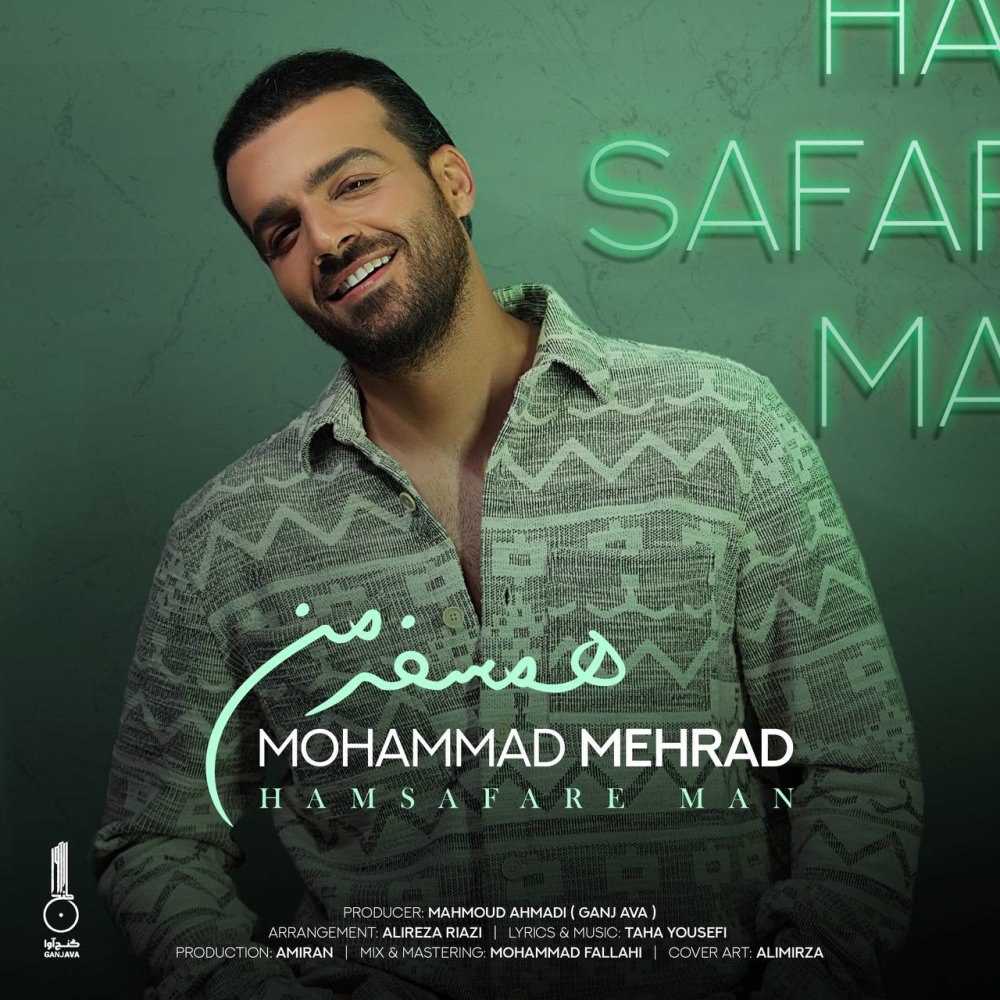 HA
SAFAR
MA
همسفر من
MOHAMMAD MEHRAD
HAMSAFARE MAN
PRODUCER: MAHMOUD AHMADI ( GANJ AVA )
ARRANGEMENT: ALIREZA RIAZI | LYRICS & MUSIC: TAHA YOUSEFI
PRODUCTION: AMIRAN | MIX & MASTERING: MOHAMMAD FALLAHI | COVER ART: ALIMIRZA
گنج آوا
GANJAVA